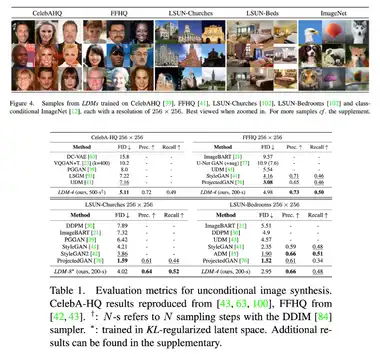 CelebAHQ FFHQ LSUN-Churches LSUN-Beds ImageNet
Figure 4. Samples from LDMs trained on CelebAHQ [39], FFHQ [41], LSUN-Churches [102], LSUN-Bedrooms [102] and class-
conditional ImageNet [12], each with a resolution of 256 × 256. Best viewed when zoomed in. For more samples cf. the supplement.
CelebA-HQ 256 × 256
Method FID ↓ Prec. ↑ Recall ↑
DC-VAE [63] 15.8 - -
VQGAN+T. [23] (k=400) 10.2 - -
PGGAN [39] 8.0 - -
LSGM [93] 7.22 - -
UDM [43] 7.16 - -
LDM-4 (ours, 500-s†) 5.11 0.72 0.49
FFHQ 256 × 256
Method FID ↓ Prec. ↑ Recall ↑
ImageBART [21] 9.57 - -
U-Net GAN (+aug) [77] 10.9 (7.6) - -
UDM [43] 5.54 - -
StyleGAN [41] 4.16 0.71 0.46
ProjectedGAN [76] 3.08 0.65 0.46
LDM-4 (ours, 200-s) 4.98 0.73 0.50
LSUN-Churches 256 × 256
Method FID ↓ Prec. ↑ Recall ↑
DDPM [30] 7.89 - -
ImageBART [21] 7.32 - -
PGGAN [39] 6.42 - -
StyleGAN [41] 4.21 - -
StyleGAN2 [42] 3.86 - -
ProjectedGAN [76] 1.59 0.61 0.44
LDM-8* (ours, 200-s) 4.02 0.64 0.52
LSUN-Bedrooms 256 × 256
Method FID ↓ Prec. ↑ Recall ↑
ImageBART [21] 5.51 - -
DDPM [30] 4.9 - -
UDM [43] 4.57 - -
StyleGAN [41] 2.35 0.59 0.48
ADM [15] 1.90 0.66 0.51
ProjectedGAN [76] 1.52 0.61 0.34
LDM-4 (ours, 200-s) 2.95 0.66 0.48
Table 1. Evaluation metrics for unconditional image synthesis.
CelebA-HQ results reproduced from [43, 63, 100], FFHQ from
[42, 43]. †: N-s refers to N sampling steps with the DDIM [84]
sampler. *: trained in KL-regularized latent space. Additional re-
sults can be found in the supplementary.